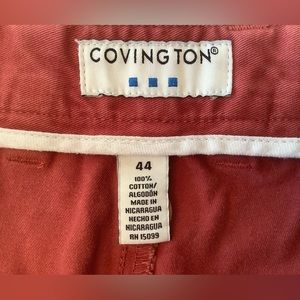 COVINGTON®
44
100%
COTTON/
ALGODÓN
MADE IN
NICARAGUA
HECHO EN
NICARAGUA
RN 15099